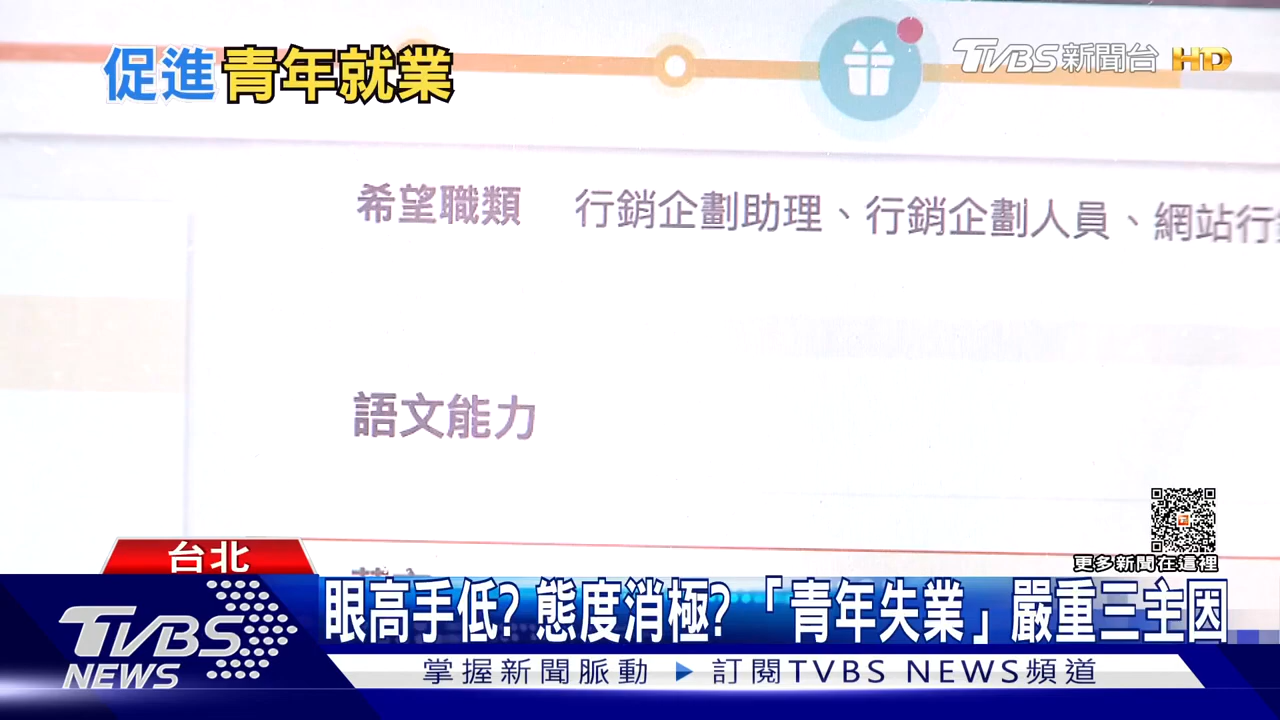 促進青年就業
TVBS新聞台 HD
希望職類 行銷企劃助理、行銷企劃人員、網站行
語文能力
更多新聞在這裡
台北
眼高手低? 態度消極?「青年失業」嚴重三主因
TVBS NEWS
掌握新聞脈動 ▶ 訂閱TVBS NEWS頻道